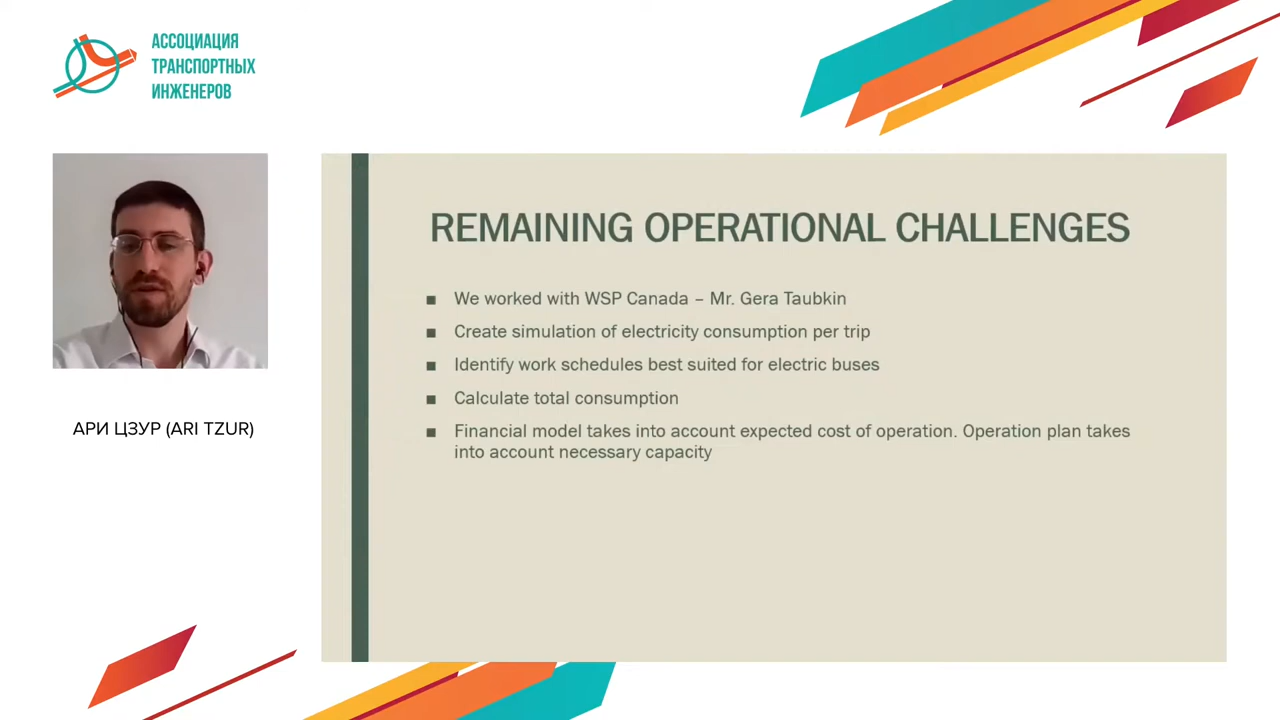 АССОЦИАЦИЯ
ТРАНСПОРТНЫХ
ИНЖЕНЕРОВ
АРИ ЦЗУР (ARI TZUR)
REMAINING OPERATIONAL CHALLENGES
■ We worked with WSP Canada – Mr. Gera Taubkin
■ Create simulation of electricity consumption per trip
■ Identify work schedules best suited for electric buses
■ Calculate total consumption
■ Financial model takes into account expected cost of operation. Operation plan takes
into account necessary capacity